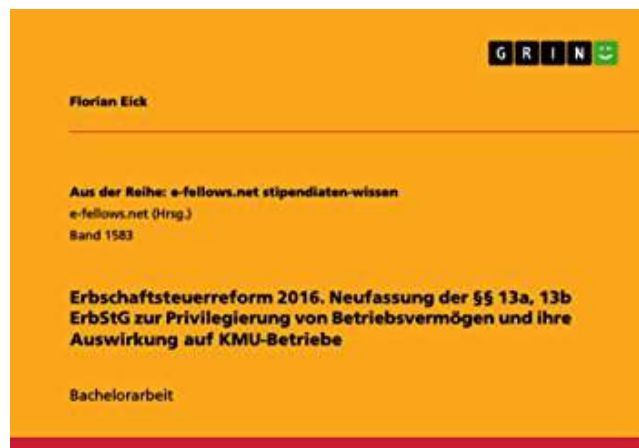 GRIN
Florian Eick
Aus der Reihe: e-fellows.net stipendiaten-wissen
e-fellows.net (Hrsg.)
Band 1583
Erbschaftsteuerreform 2016. Neufassung der §§ 13a, 13b
ErbStG zur Privilegierung von Betriebsvermögen und ihre
Auswirkung auf KMU-Betriebe
Bachelorarbeit